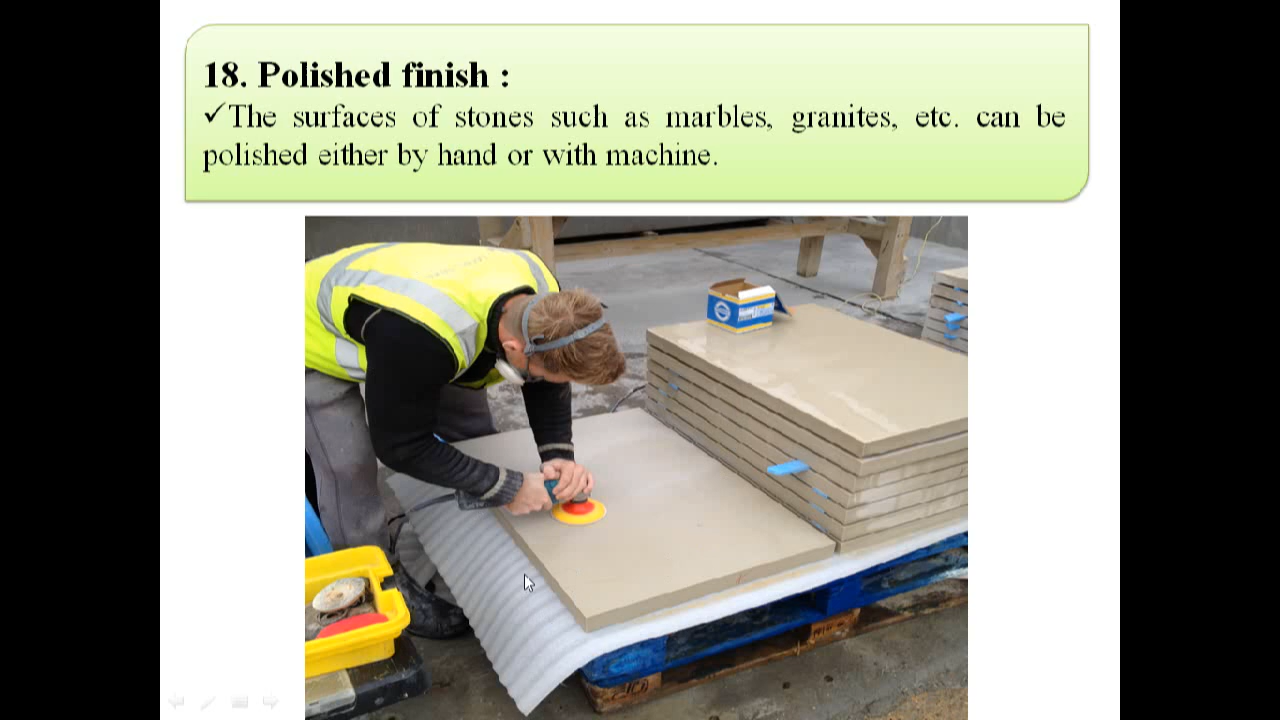 18. Polished finish :
✓The surfaces of stones such as marbles, granites, etc. can be
polished either by hand or with machine.